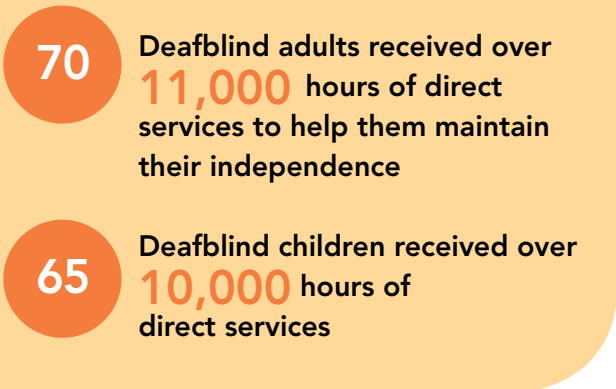 70
Deafblind adults received over
11,000 hours of direct
services to help them maintain
their independence
65
Deafblind children received over
10,000 hours of
direct services